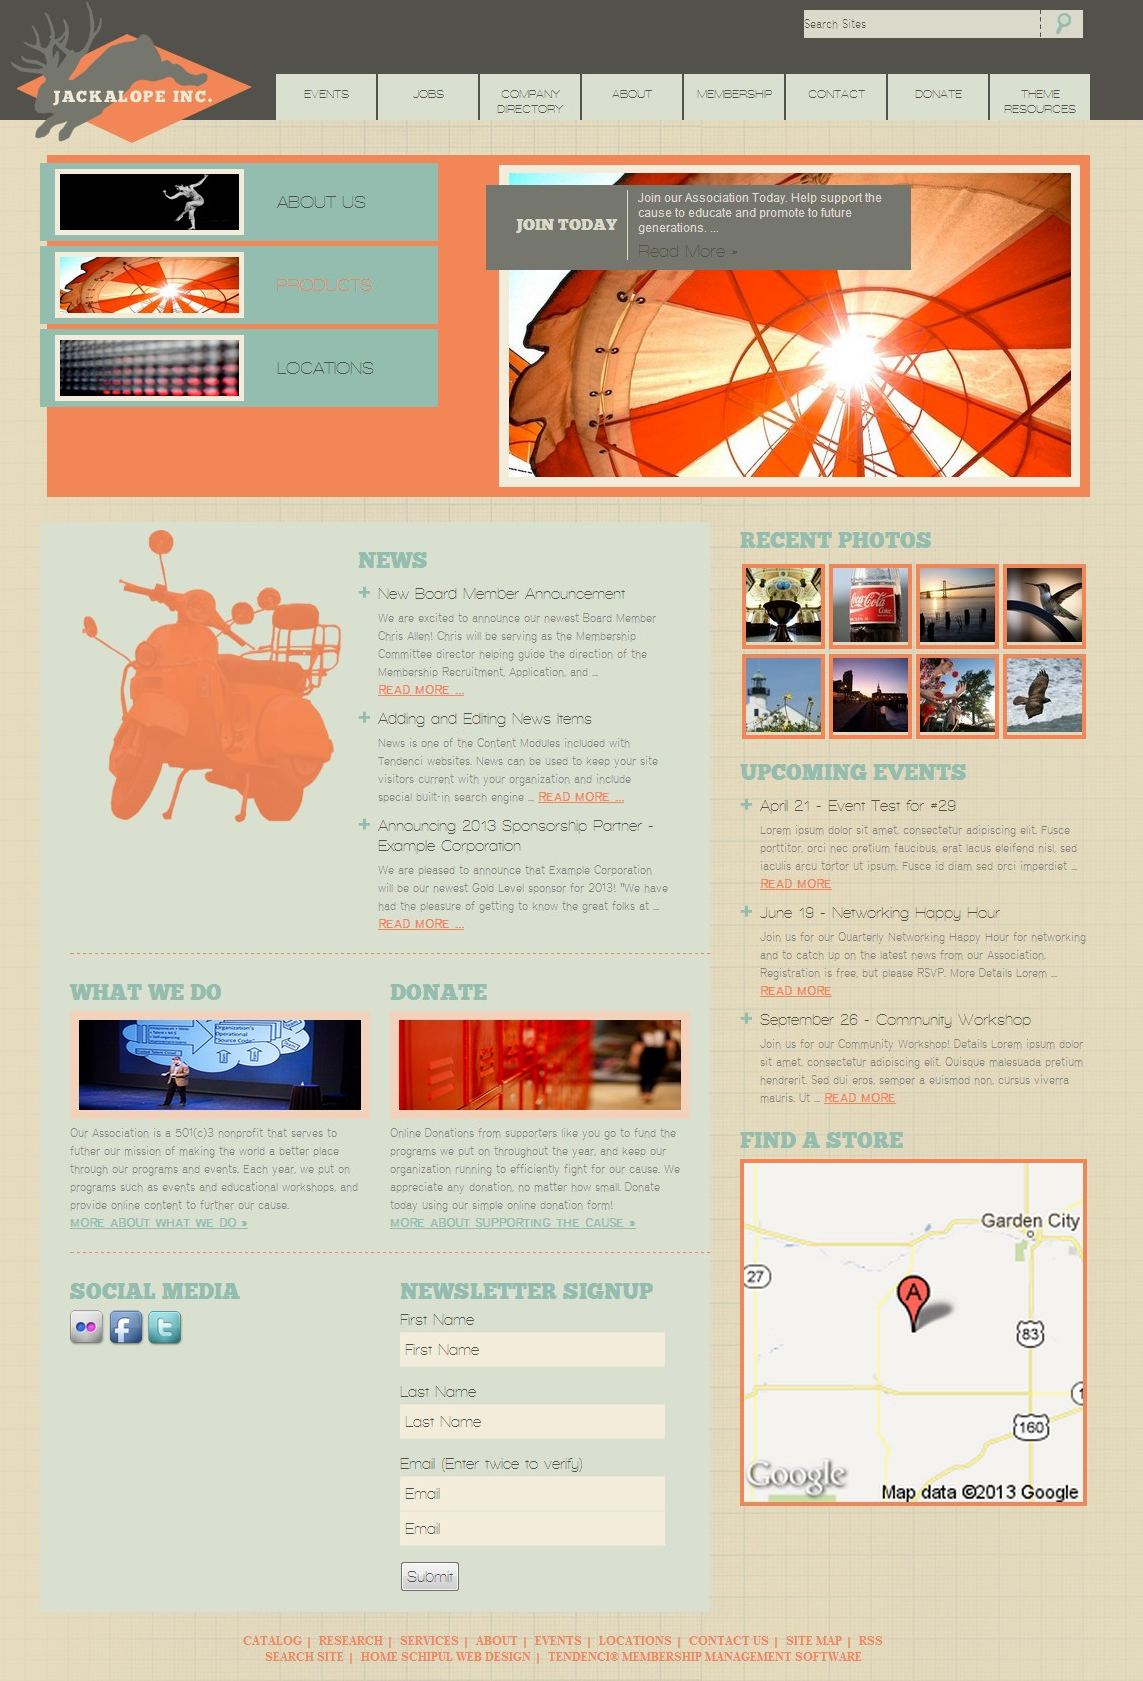 Search Sites
JACKALOPE INC.
EVENTS
JOBS
COMPANY
DIRECTORY
ABOUT
MEMBERSHIP
CONTACT
DONATE
THEME
RESOURCES
ABOUT US
PRODUCTS
LOCATIONS
JOIN TODAY
Join our Association Today. Help support the
cause to educate and promote to future
generations. ...
Read More »
NEWS
New Board Member Announcement
We are excited to announce our newest Board Member
Chris Allen! Chris will be serving as the Membership
Committee director helping guide the direction of the
Membership Recruitment, Application, and ...
READ MORE ...
Adding and Editing News Items
News is one of the Content Modules included with
Tendenci websites. News can be used to keep your site
visitors current with your organization and include
special built-in search engine ... READ MORE ...
Announcing 2013 Sponsorship Partner -
Example Corporation
We are pleased to announce that Example Corporation
will be our newest Gold Level sponsor for 2013! "We have
had the pleasure of getting to know the great folks at ...
READ MORE ...
WHAT WE DO
Organization's
Operational
"Source Code"
Our Association is a 501(c)3 nonprofit that serves to
futher our mission of making the world a better place
through our programs and events. Each year, we put on
programs such as events and educational workshops, and
provide online content to further our cause.
MORE ABOUT WHAT WE DO »
DONATE
Online Donations from supporters like you go to fund the
programs we put on throughout the year, and keep our
organization running to efficiently fight for our cause. We
appreciate any donation, no matter how small. Donate
today using our simple online donation form!
MORE ABOUT SUPPORTING THE CAUSE »
SOCIAL MEDIA
f
t
NEWSLETTER SIGNUP
First Name
First Name
Last Name
Last Name
Email (Enter twice to verify)
Email
Email
Submit
RECENT PHOTOS
Coca-Cola
Coke
UPCOMING EVENTS
April 21 - Event Test for #29
Lorem ipsum dolor sit amet, consectetur adipiscing elit. Fusce
porttitor, orci nec pretium faucibus, erat lacus eleifend nisl, sed
iaculis arcu tortor ut ipsum. Fusce id diam sed orci imperdiet ...
READ MORE
June 19 - Networking Happy Hour
Join us for our Quarterly Networking Happy Hour for networking
and to catch up on the latest news from our Association.
Registration is free, but please RSVP. More Details Lorem ...
READ MORE
September 26 - Community Workshop
Join us for our Community Workshop! Details Lorem ipsum dolor
sit amet, consectetur adipiscing elit. Quisque malesuada pretium
hendrerit. Sed dui eros, semper a euismod non, cursus viverra
mauris. Ut ... READ MORE
FIND A STORE
Garden City
27
A
83
160
Google
Map data ©2013 Google
CATALOG | RESEARCH | SERVICES | ABOUT | EVENTS | LOCATIONS | CONTACT US | SITE MAP | RSS
SEARCH SITE | HOME SCHIPUL WEB DESIGN | TENDENCI® MEMBERSHIP MANAGEMENT SOFTWARE